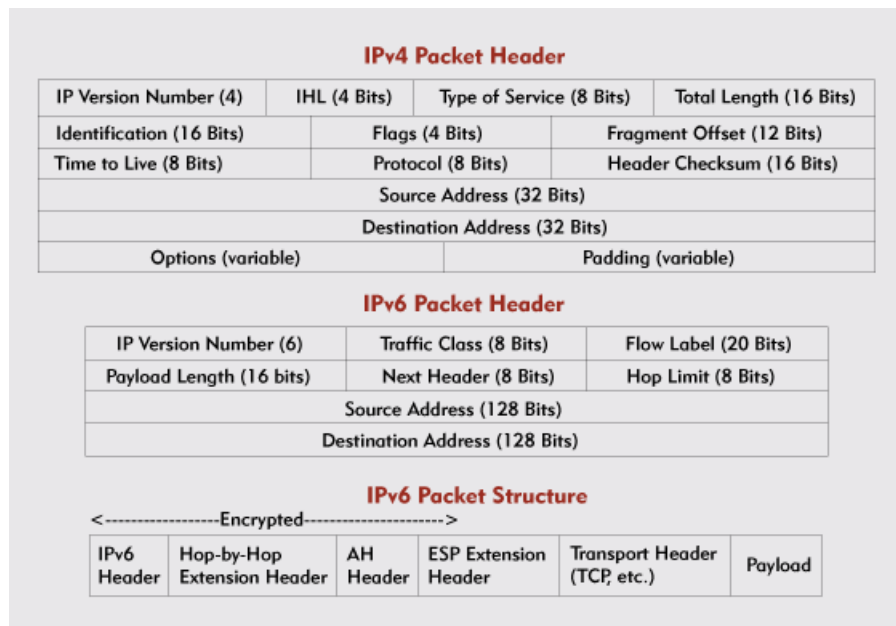 IPv4 Packet Header
IP Version Number (4) IHL (4 Bits) Type of Service (8 Bits) Total Length (16 Bits)
Identification (16 Bits) Flags (4 Bits) Fragment Offset (12 Bits)
Time to Live (8 Bits) Protocol (8 Bits) Header Checksum (16 Bits)
Source Address (32 Bits)
Destination Address (32 Bits)
Options (variable) Padding (variable)
IPv6 Packet Header
IP Version Number (6) Traffic Class (8 Bits) Flow Label (20 Bits)
Payload Length (16 bits) Next Header (8 Bits) Hop Limit (8 Bits)
Source Address (128 Bits)
Destination Address (128 Bits)
IPv6 Packet Structure
<------------------Encrypted---------------------->
IPv6
Header
Hop-by-Hop
Extension Header
AH
Header
ESP Extension
Header
Transport Header
(TCP, etc.)
Payload